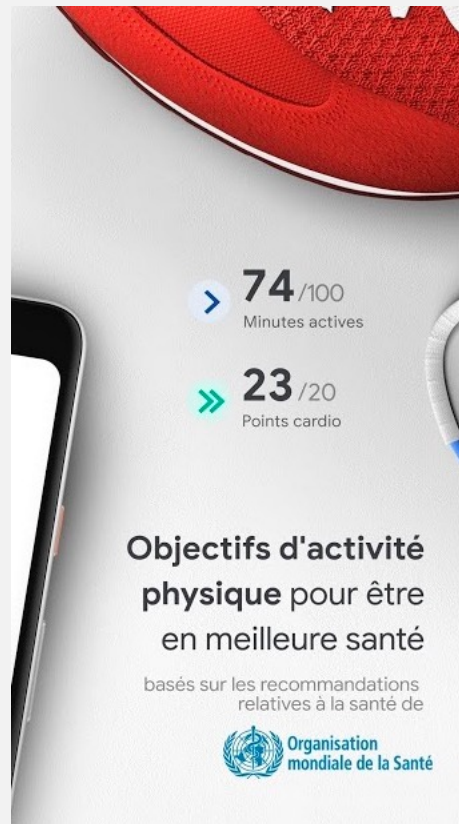 74/100
Minutes actives
23/20
Points cardio
Objectifs d'activité
physique pour être
en meilleure santé
basés sur les recommandations
relatives à la santé de
Organisation
mondiale de la Santé